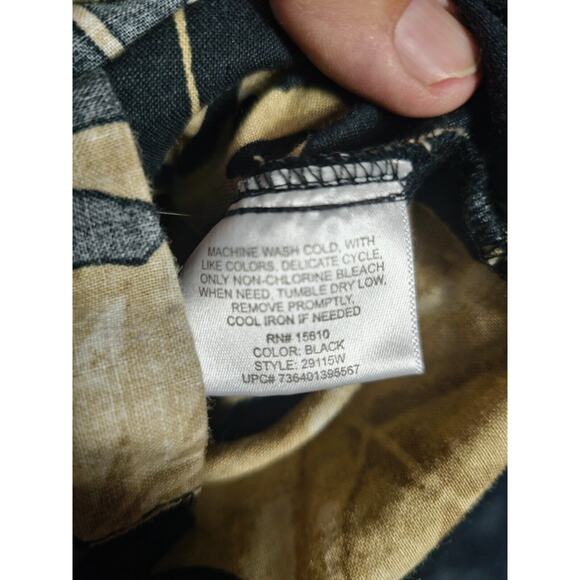 MACHINE WASH COLD, WITH
LIKE COLORS, DELICATE CYCLE,
ONLY NON-CHLORINE BLEACH
WHEN NEED, TUMBLE DRY LOW,
REMOVE PROMPTLY,
COOL IRON IF NEEDED
RN# 15610
COLOR: BLACK
STYLE: 29115W
UPC# 736401395567